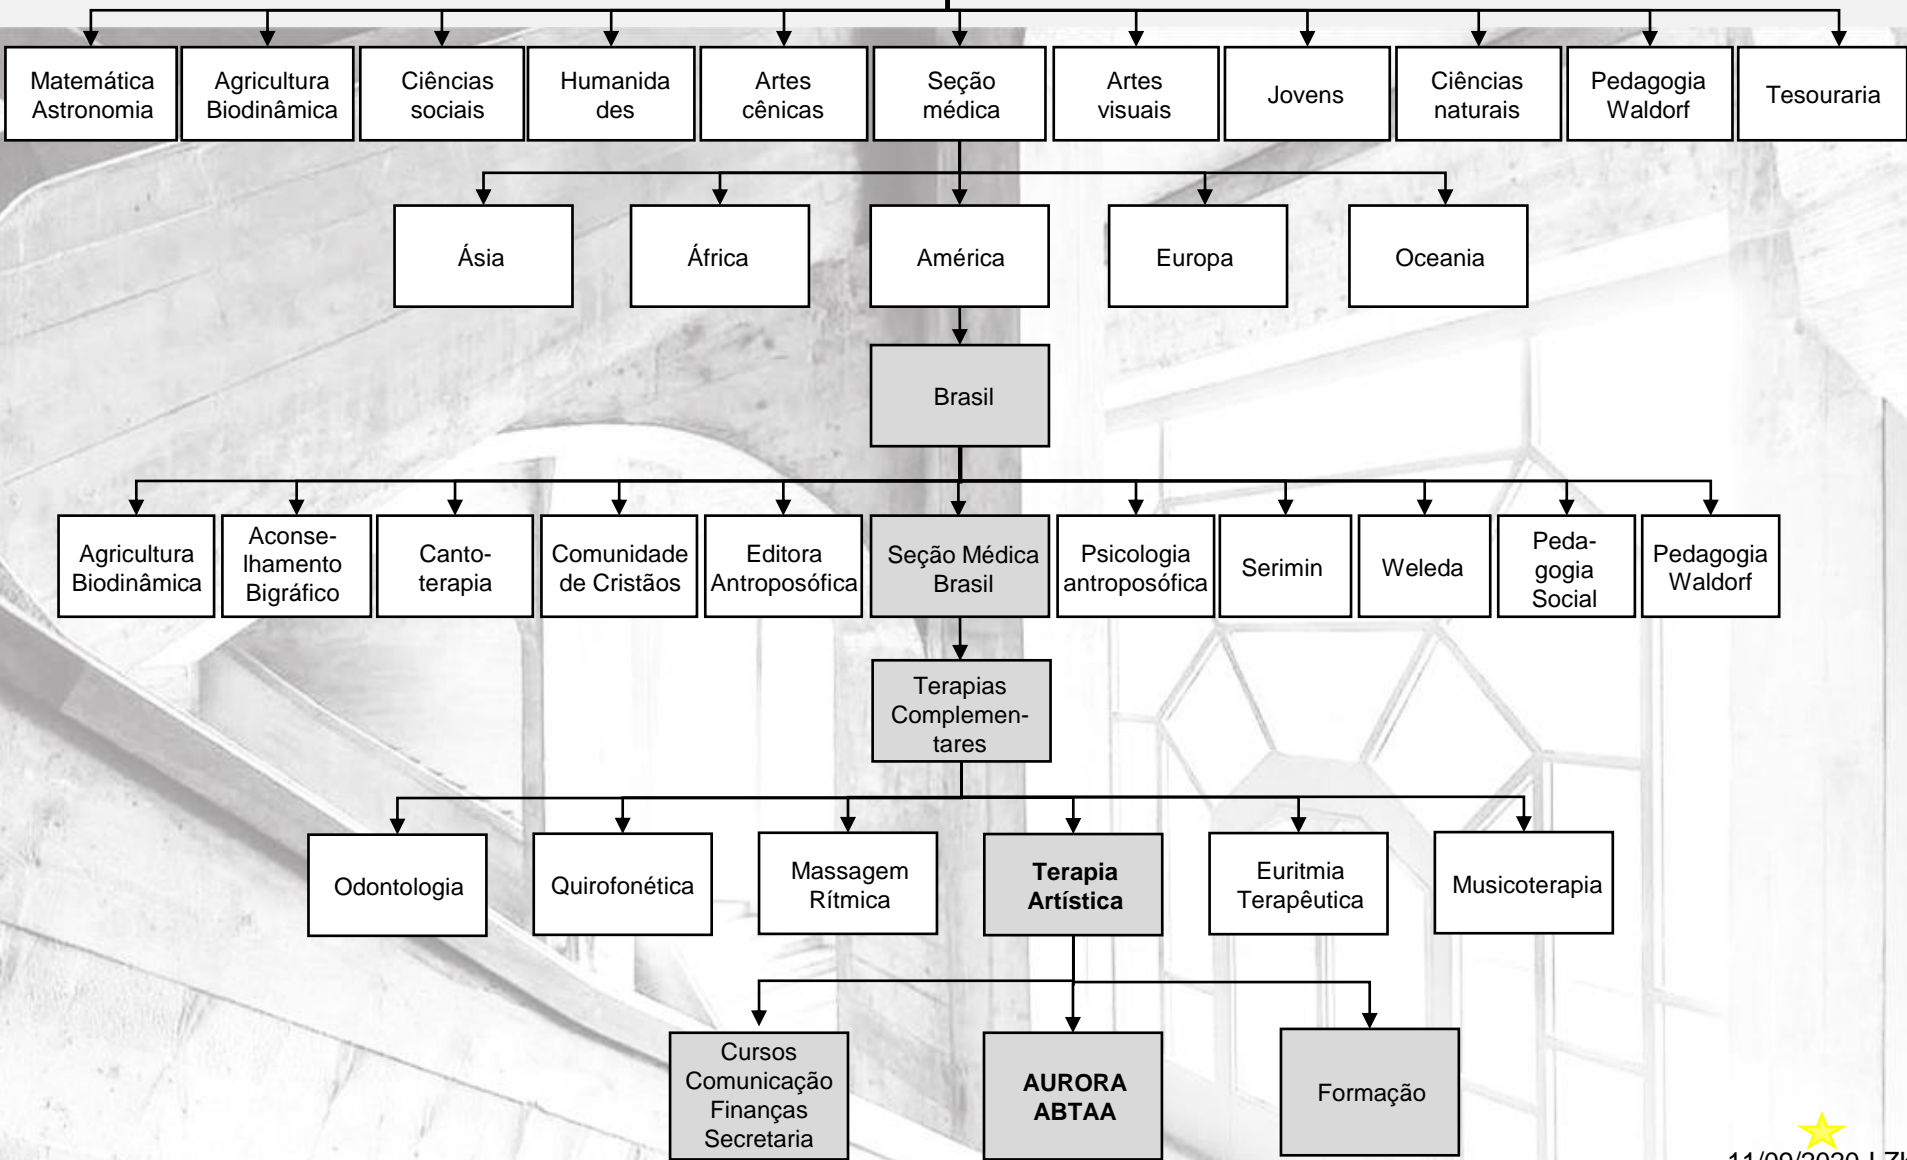 Matemática
Astronomia
Agricultura
Biodinâmica
Ciências
sociais
Humanida
des
Artes
cênicas
Seção
médica
Artes
visuais
Jovens
Ciências
naturais
Pedagogia
Waldorf
Tesouraria
Ásia
África
América
Europa
Oceania
Brasil
Agricultura
Biodinâmica
Aconse-
lhamento
Bigráfico
Canto-
terapia
Comunidade
de Cristãos
Editora
Antroposófica
Seção Médica
Brasil
Psicologia
antroposófica
Serimin
Weleda
Peda-
gogia
Social
Pedagogia
Waldorf
Terapias
Complemen-
tares
Odontologia
Quirofonética
Massagem
Rítmica
Terapia
Artística
Euritmia
Terapêutica
Musicoterapia
Cursos
Comunicação
Finanças
Secretaria
AURORA
ABTAA
Formação
11/09/2020